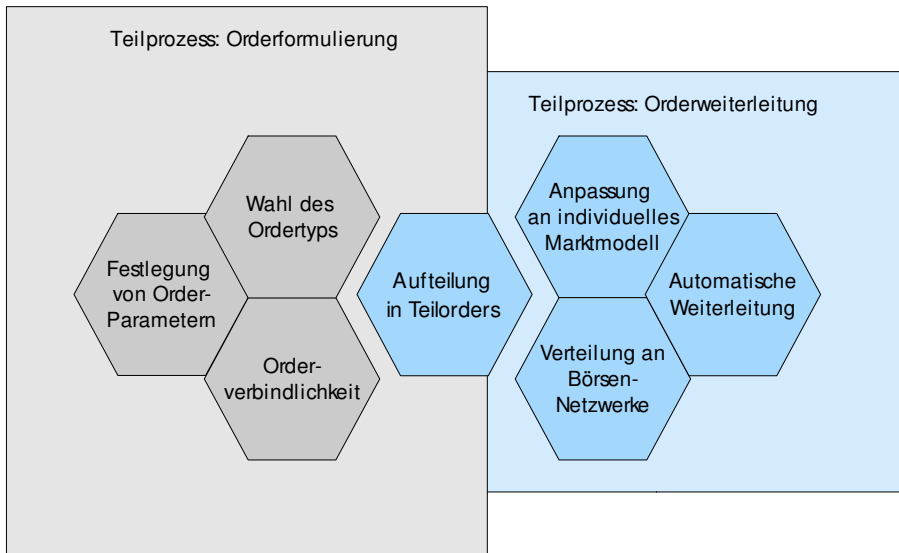 Teilprozess: Orderformulierung
Wahl des
Ordertyps
Festlegung
von Order-
Parametern
Order-
verbindlichkeit
Aufteilung
in Teilorders
Teilprozess: Orderweiterleitung
Anpassung
an individuelles
Marktmodell
Automatische
Weiterleitung
Verteilung an
Börsen-
Netzwerke